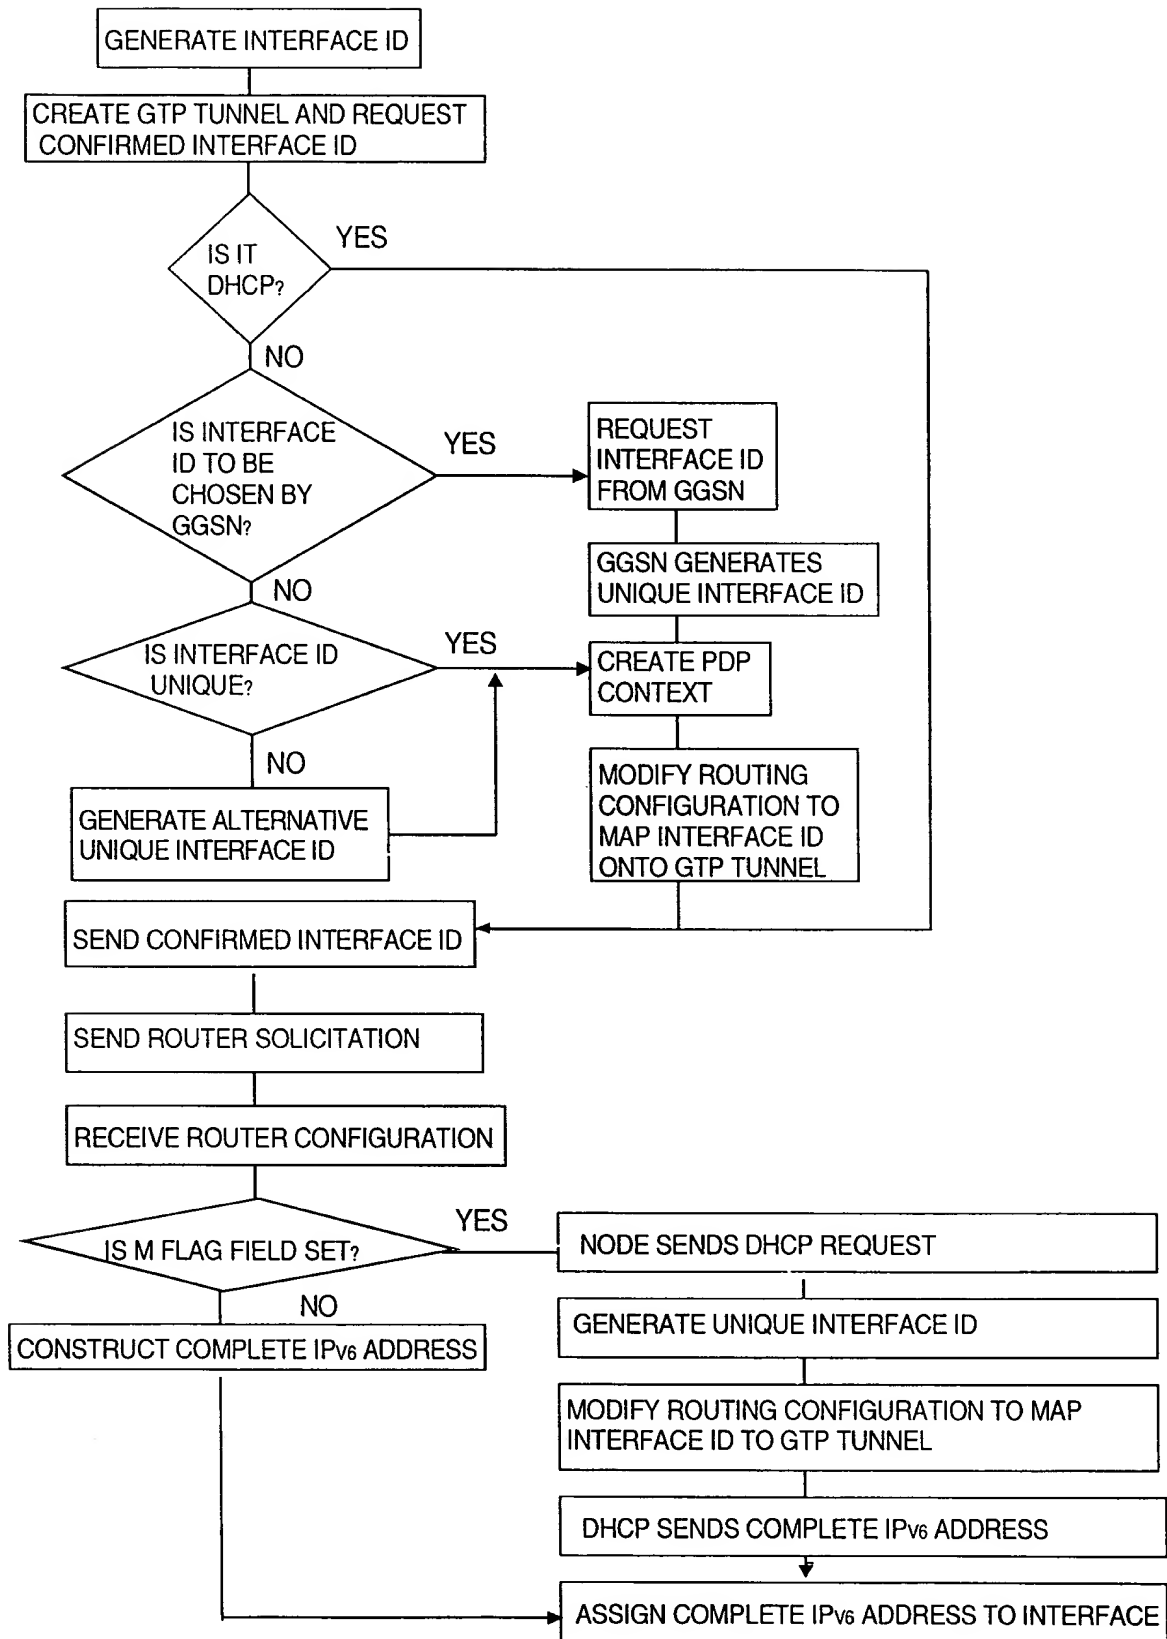 GENERATE INTERFACE ID
CREATE GTP TUNNEL AND REQUEST
CONFIRMED INTERFACE ID
IS IT
DHCP?
YES
NO
IS INTERFACE
ID TO BE
CHOSEN BY
GGSN?
YES
REQUEST
INTERFACE ID
FROM GGSN
GGSN GENERATES
UNIQUE INTERFACE ID
NO
IS INTERFACE ID
UNIQUE?
YES
CREATE PDP
CONTEXT
NO
MODIFY ROUTING
CONFIGURATION TO
MAP INTERFACE ID
ONTO GTP TUNNEL
GENERATE ALTERNATIVE
UNIQUE INTERFACE ID
SEND CONFIRMED INTERFACE ID
SEND ROUTER SOLICITATION
RECEIVE ROUTER CONFIGURATION
IS M FLAG FIELD SET?
YES
NODE SENDS DHCP REQUEST
NO
GENERATE UNIQUE INTERFACE ID
CONSTRUCT COMPLETE IPV6 ADDRESS
MODIFY ROUTING CONFIGURATION TO MAP
INTERFACE ID TO GTP TUNNEL
DHCP SENDS COMPLETE IPV6 ADDRESS
ASSIGN COMPLETE IPV6 ADDRESS TO INTERFACE